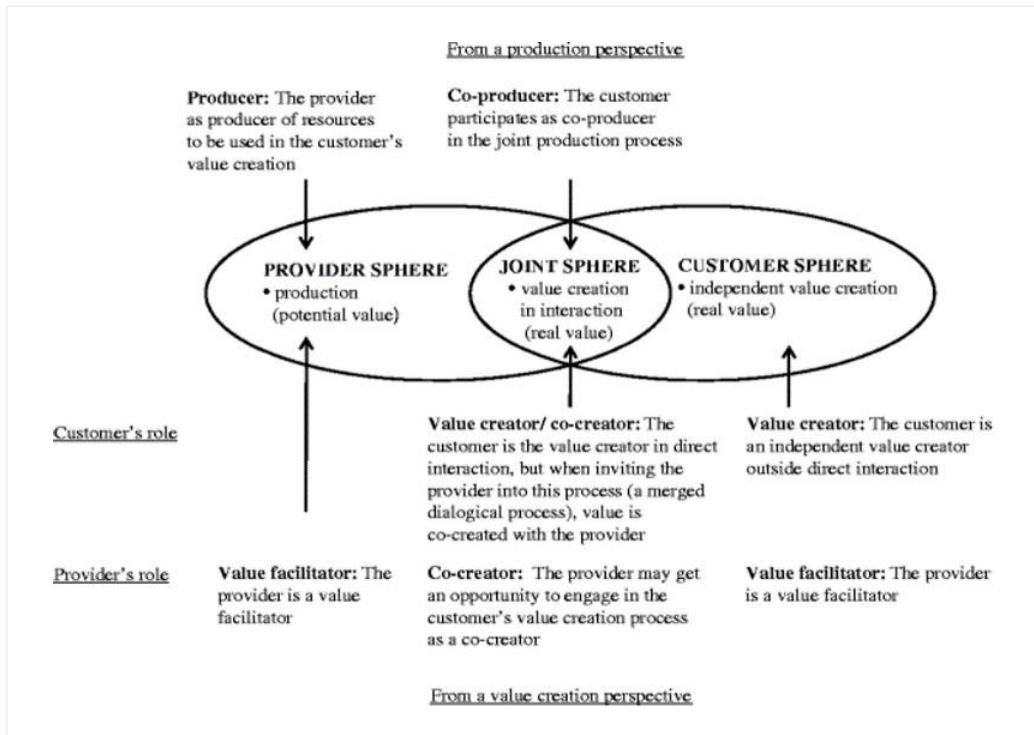 From a production perspective
Producer: The provider
as producer of resources
to be used in the customer's
value creation
Co-producer: The customer
participates as co-producer
in the joint production process
PROVIDER SPHERE
• production
(potential value)
JOINT SPHERE
• value creation
in interaction
(real value)
CUSTOMER SPHERE
• independent value creation
(real value)
Customer's role
Value creator/ co-creator: The
customer is the value creator in direct
interaction, but when inviting the
provider into this process (a merged
dialogical process), value is
co-created with the provider
Value creator: The customer is
an independent value creator
outside direct interaction
Provider's role
Value facilitator: The
provider is a value
facilitator
Co-creator: The provider may get
an opportunity to engage in the
customer's value creation process
as a co-creator
Value facilitator: The provider
is a value facilitator
From a value creation perspective